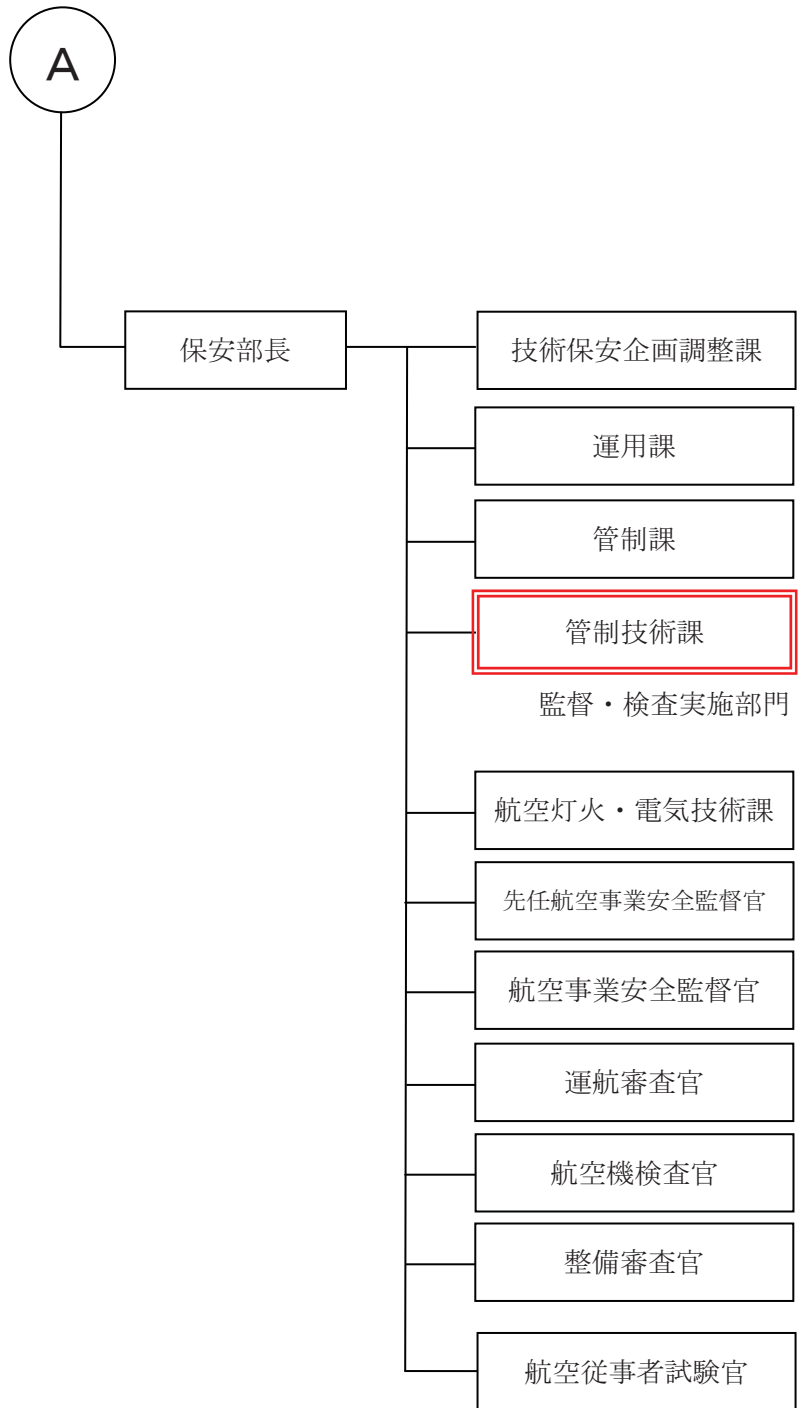 A
保安部長
技術保安企画調整課
運用課
管制課
管制技術課
監督・検査実施部門
航空灯火・電気技術課
先任航空事業安全監督官
航空事業安全監督官
運航審査官
航空機検査官
整備審査官
航空従事者試験官